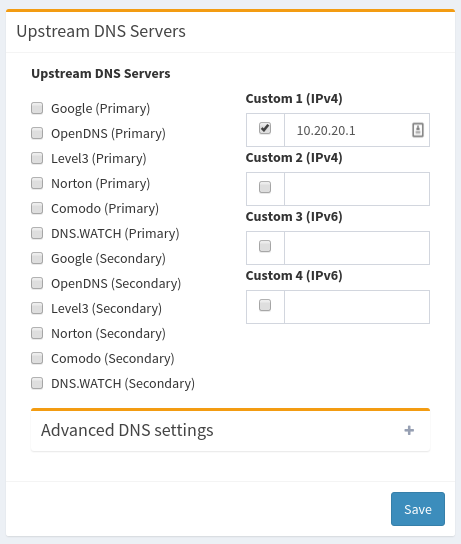 Upstream DNS Servers
Upstream DNS Servers
Google (Primary)
OpenDNS (Primary)
Level3 (Primary)
Norton (Primary)
Comodo (Primary)
DNS.WATCH (Primary)
Google (Secondary)
OpenDNS (Secondary)
Level3 (Secondary)
Norton (Secondary)
Comodo (Secondary)
DNS.WATCH (Secondary)
Custom 1 (IPv4)
10.20.20.1
Custom 2 (IPv4)
Custom 3 (IPv6)
Custom 4 (IPv6)
Advanced DNS settings +
Save